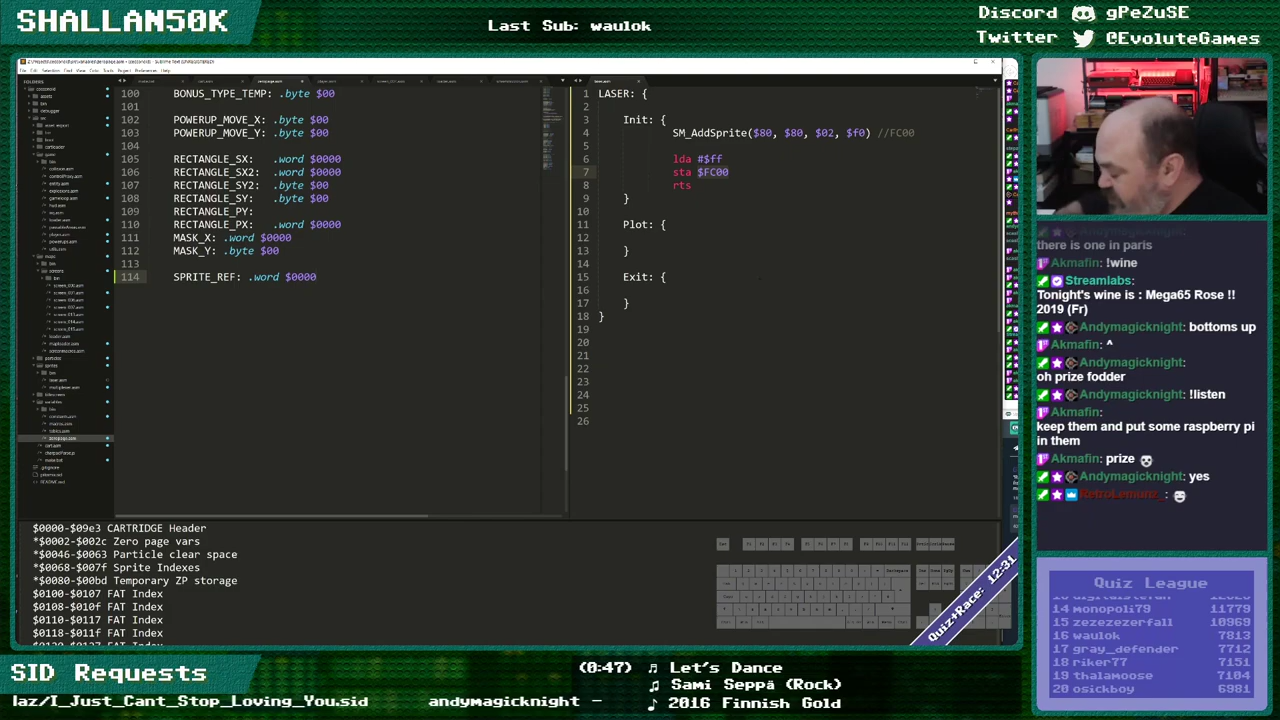 SHALLAN50K
Last Sub: waulok
Discord gPeZuSE
Twitter @EvoluteGames
FOLDERS
100 BONUS_TYPE_TEMP: .byte $00
101
102 POWERUP_MOVE_X: .byte $00
103 POWERUP_MOVE_Y: .byte $00
104
105 RECTANGLE_SX: .word $0000
106 RECTANGLE_SX2: .word $0000
107 RECTANGLE_SY2: .byte $00
108 RECTANGLE_SY: .byte $00
109 RECTANGLE_PY:
110 RECTANGLE_PX: .word $0000
111 MASK_X: .word $0000
112 MASK_Y: .byte $00
113
114 SPRITE_REF: .word $0000
1 LASER: {
2
3 Init: {
4 SM_AddSprite($80, $80, $02, $f0) //FC00
5
6 lda #$ff
7 sta $FC00
8 rts
9 }
10
11 Plot: {
12
13 }
14
15 Exit: {
16
17 }
18 }
19
20
21
22
23
24
25
26
$0000-$09e3 CARTRIDGE Header
*$0002-$002c Zero page vars
*$0046-$0063 Particle clear space
*$0068-$007f Sprite Indexes
*$0080-$00bd Temporary ZP storage
$0100-$0107 FAT Index
$0108-$010f FAT Index
$0110-$0117 FAT Index
$0118-$011f FAT Index
Quiz+Race: 12:31
there is one in paris
Akmafin: !wine
Streamlabs:
Tonight's wine is : Mega65 Rose !!
2019 (Fr)
Andymagicknight: bottoms up
Akmafin: ^
Andymagicknight:
oh prize fodder
Andymagicknight: !listen
Akmafin:
keep them and put some raspberry pi
in them
Akmafin: prize
Andymagicknight: yes
RetroLemunz_:
Quiz League
14 monopoli79 11779
15 zezezezerfall 10969
16 waulok 7813
17 gray_defender 7712
18 riker77 7151
19 thalamoose 7104
20 osickboy 6981
SID Requests
laz/I_Just_Cant_Stop_Loving_You.sid andymagicknight -
(0:47) ♫ Let's Dance
♫ Sami Seppä (Rock)
♪ 2016 Finnish Gold